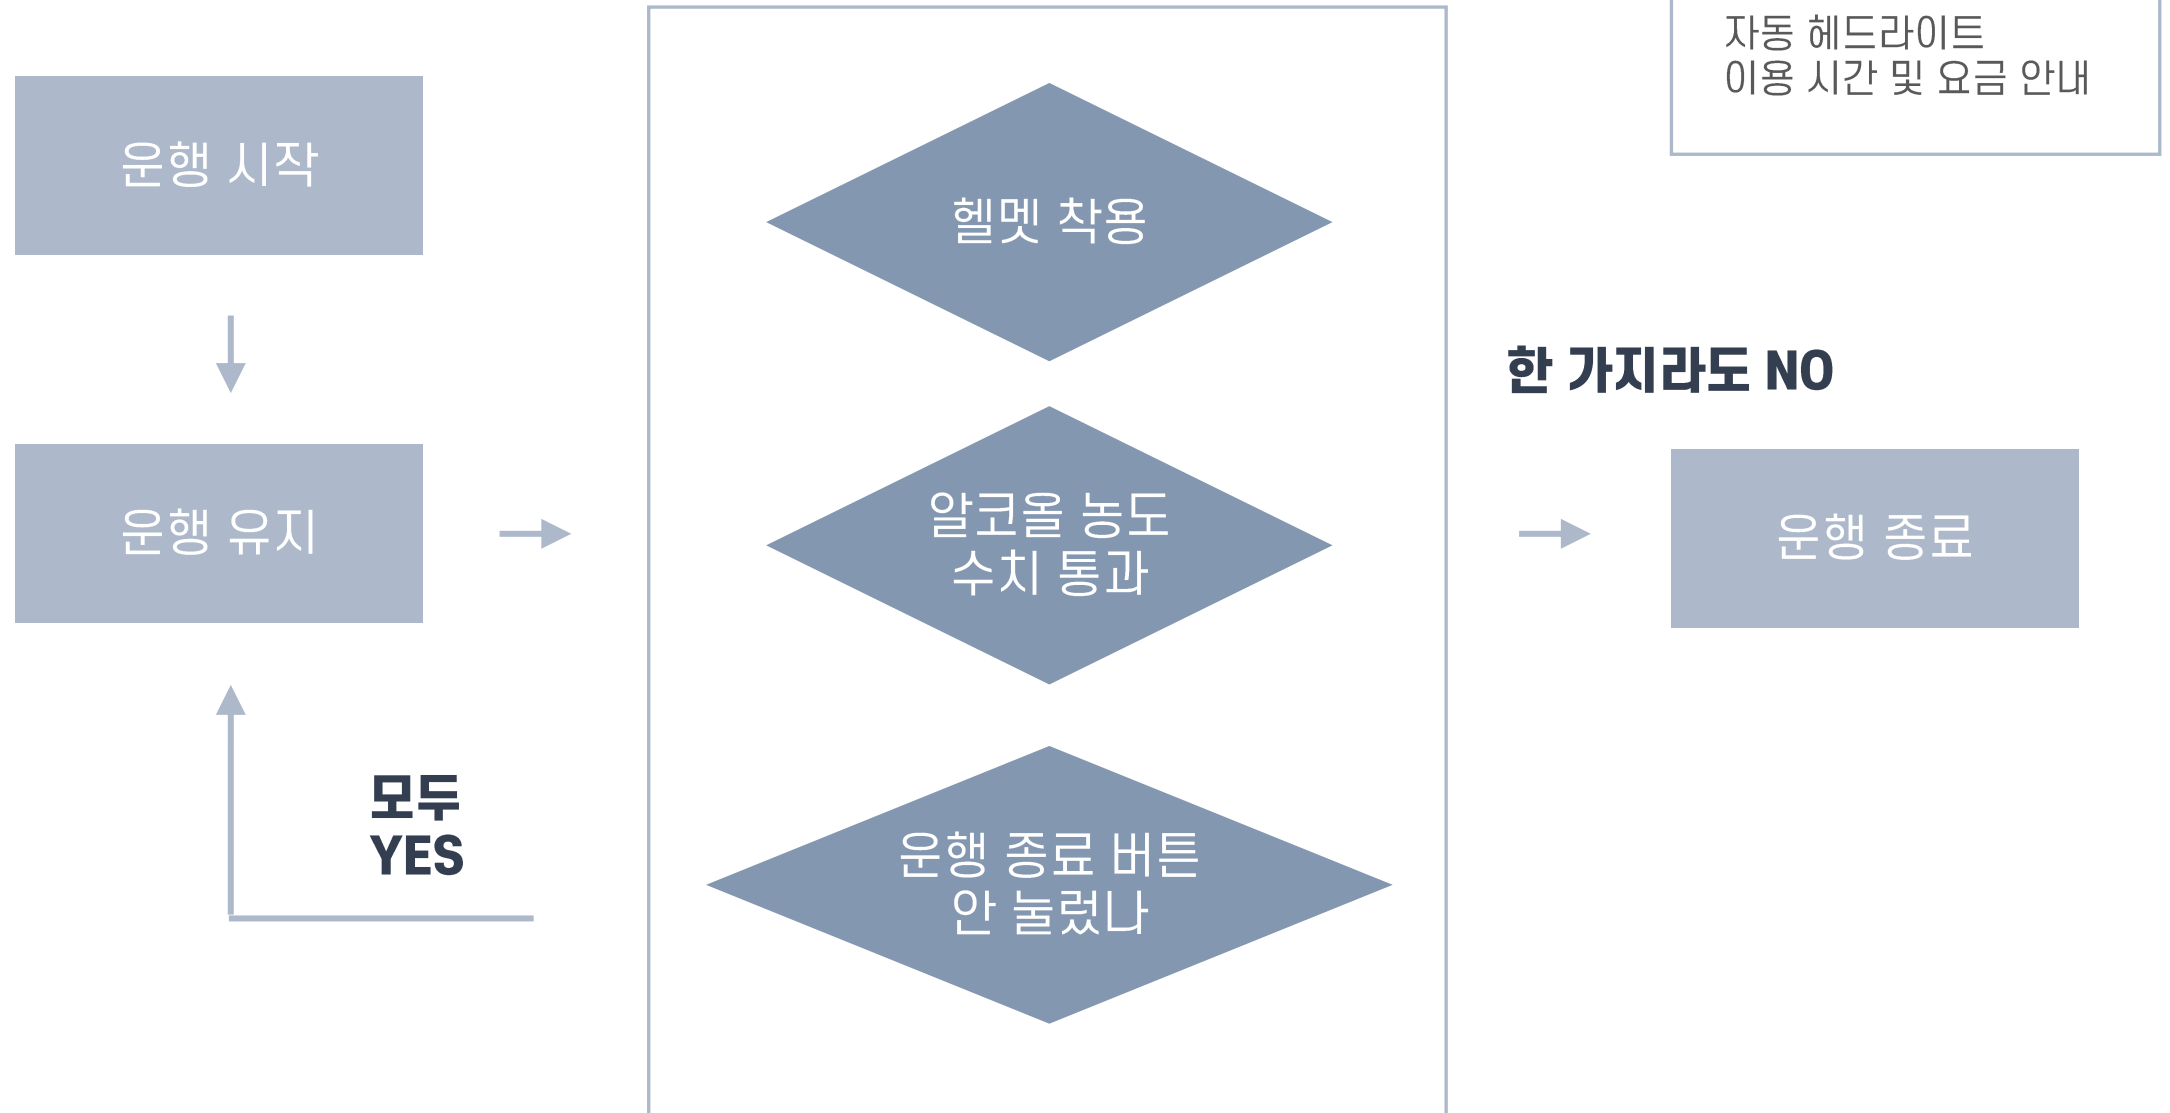 자동 헤드라이트
이용 시간 및 요금 안내
운행 시작
헬멧 착용
한 가지라도 NO
운행 유지
알코올 농도
수치 통과
운행 종료
모두
YES
운행 종료 버튼
안 눌렀나